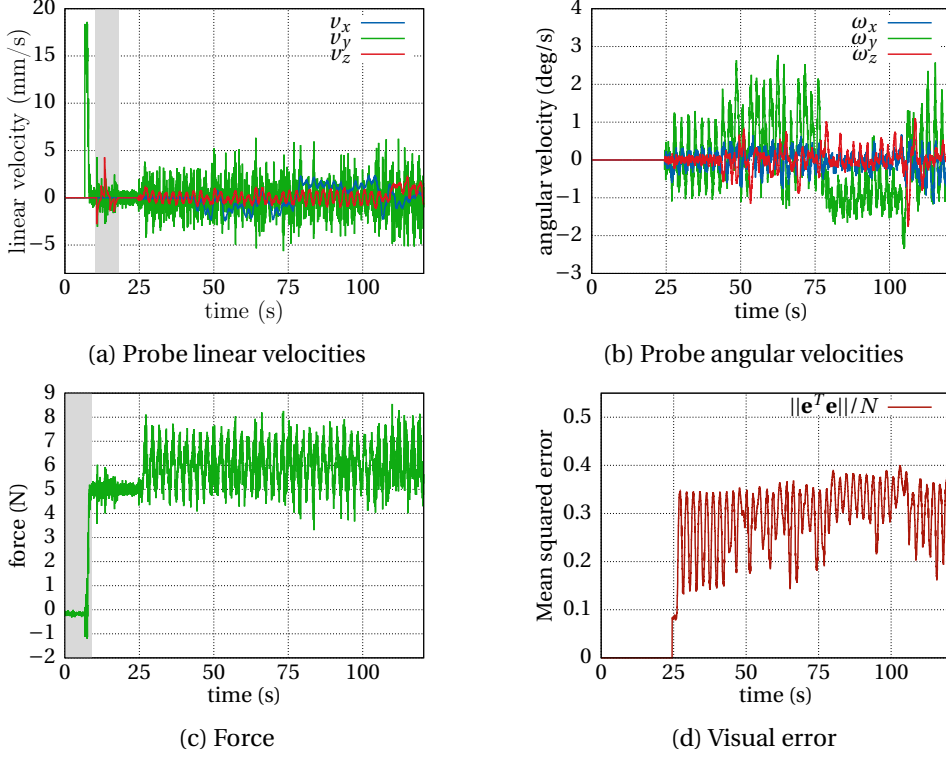 linear velocity (mm/s)
20
15
10
5
0
−5
v_x
v_y
v_z
0 25 50 75 100
time (s)
(a) Probe linear velocities
angular velocity (deg/s)
4
3
2
1
0
−1
−2
−3
ω_x
ω_y
ω_z
0 25 50 75 100
time (s)
(b) Probe angular velocities
force (N)
9
8
7
6
5
4
3
2
1
0
−1
−2
0 25 50 75 100
time (s)
(c) Force
Mean squared error
0.5
0.4
0.3
0.2
0.1
0
||e^T e||/N
0 25 50 75 100
time (s)
(d) Visual error